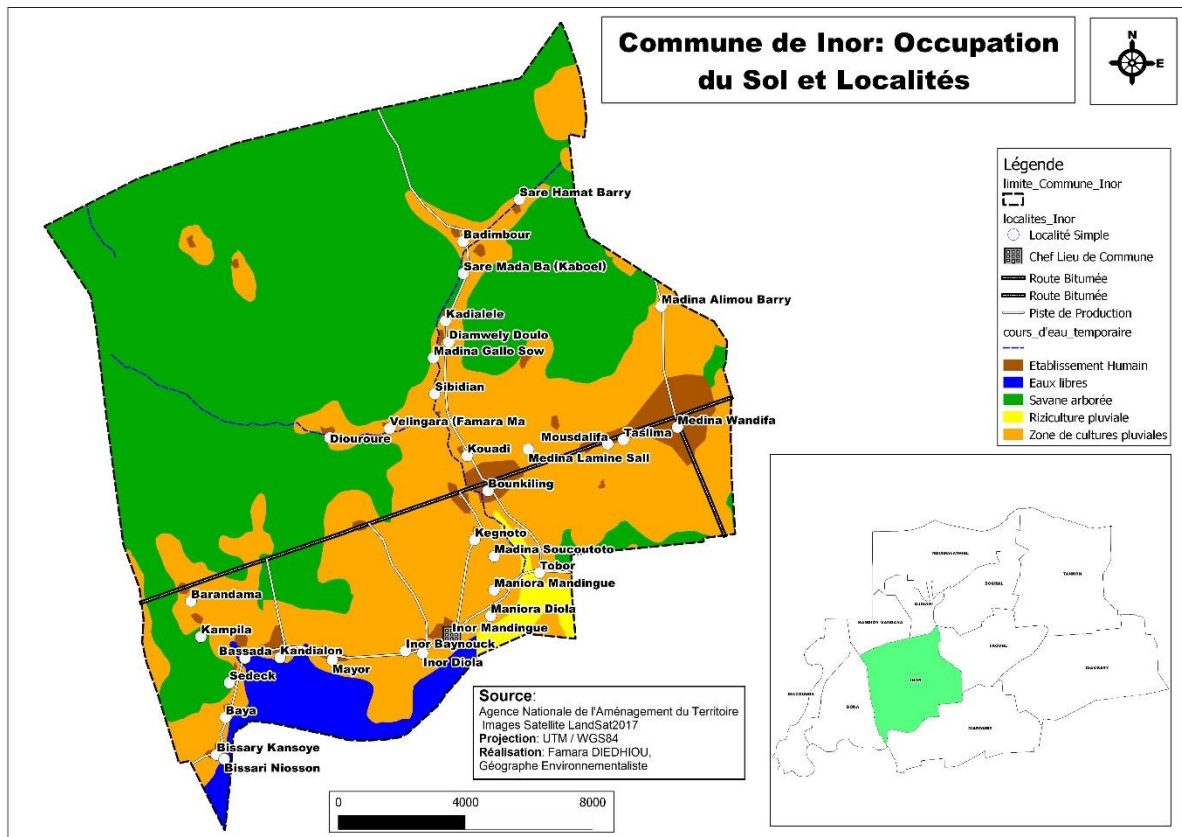 Commune de Inor: Occupation
du Sol et Localités
N
E
Légende
limite_Commune_Inor
localites_Inor
Localité Simple
Chef Lieu de Commune
Route Bitumée
Route Bitumée
Piste de Production
cours_d'eau_temporaire
Etablissement Humain
Eaux libres
Savane arborée
Riziculture pluviale
Zone de cultures pluviales
Sare Hamat Barry
Badimbour
Sare Mada Ba (Kaboel)
Madina Alimou Barry
Kadialele
Diamwely Doulo
Madina Gallo Sow
Sibidian
Velingara (Famara Ma
Diouroure
Medina Wandifa
Taslima
Mousdalifa
Medina Lamine Sall
Kouadi
Bounkiling
Kegnoto
Madina Soucoutoto
Tobor
Maniora Mandingue
Maniora Diola
Barandama
Kampila
Inor Mandingue
Inor Baynouck
Inor Diola
Bassada
Kandialon
Mayor
Sedeck
Baya
Bissary Kansoye
Bissari Niosson
Source:
Agence Nationale de l'Aménagement du Territoire
Images Satellite LandSat2017
Projection: UTM / WGS84
Réalisation: Famara DIEDHIOU,
Géographe Environnementaliste
0 4000 8000
TANKON
BONA
INOR